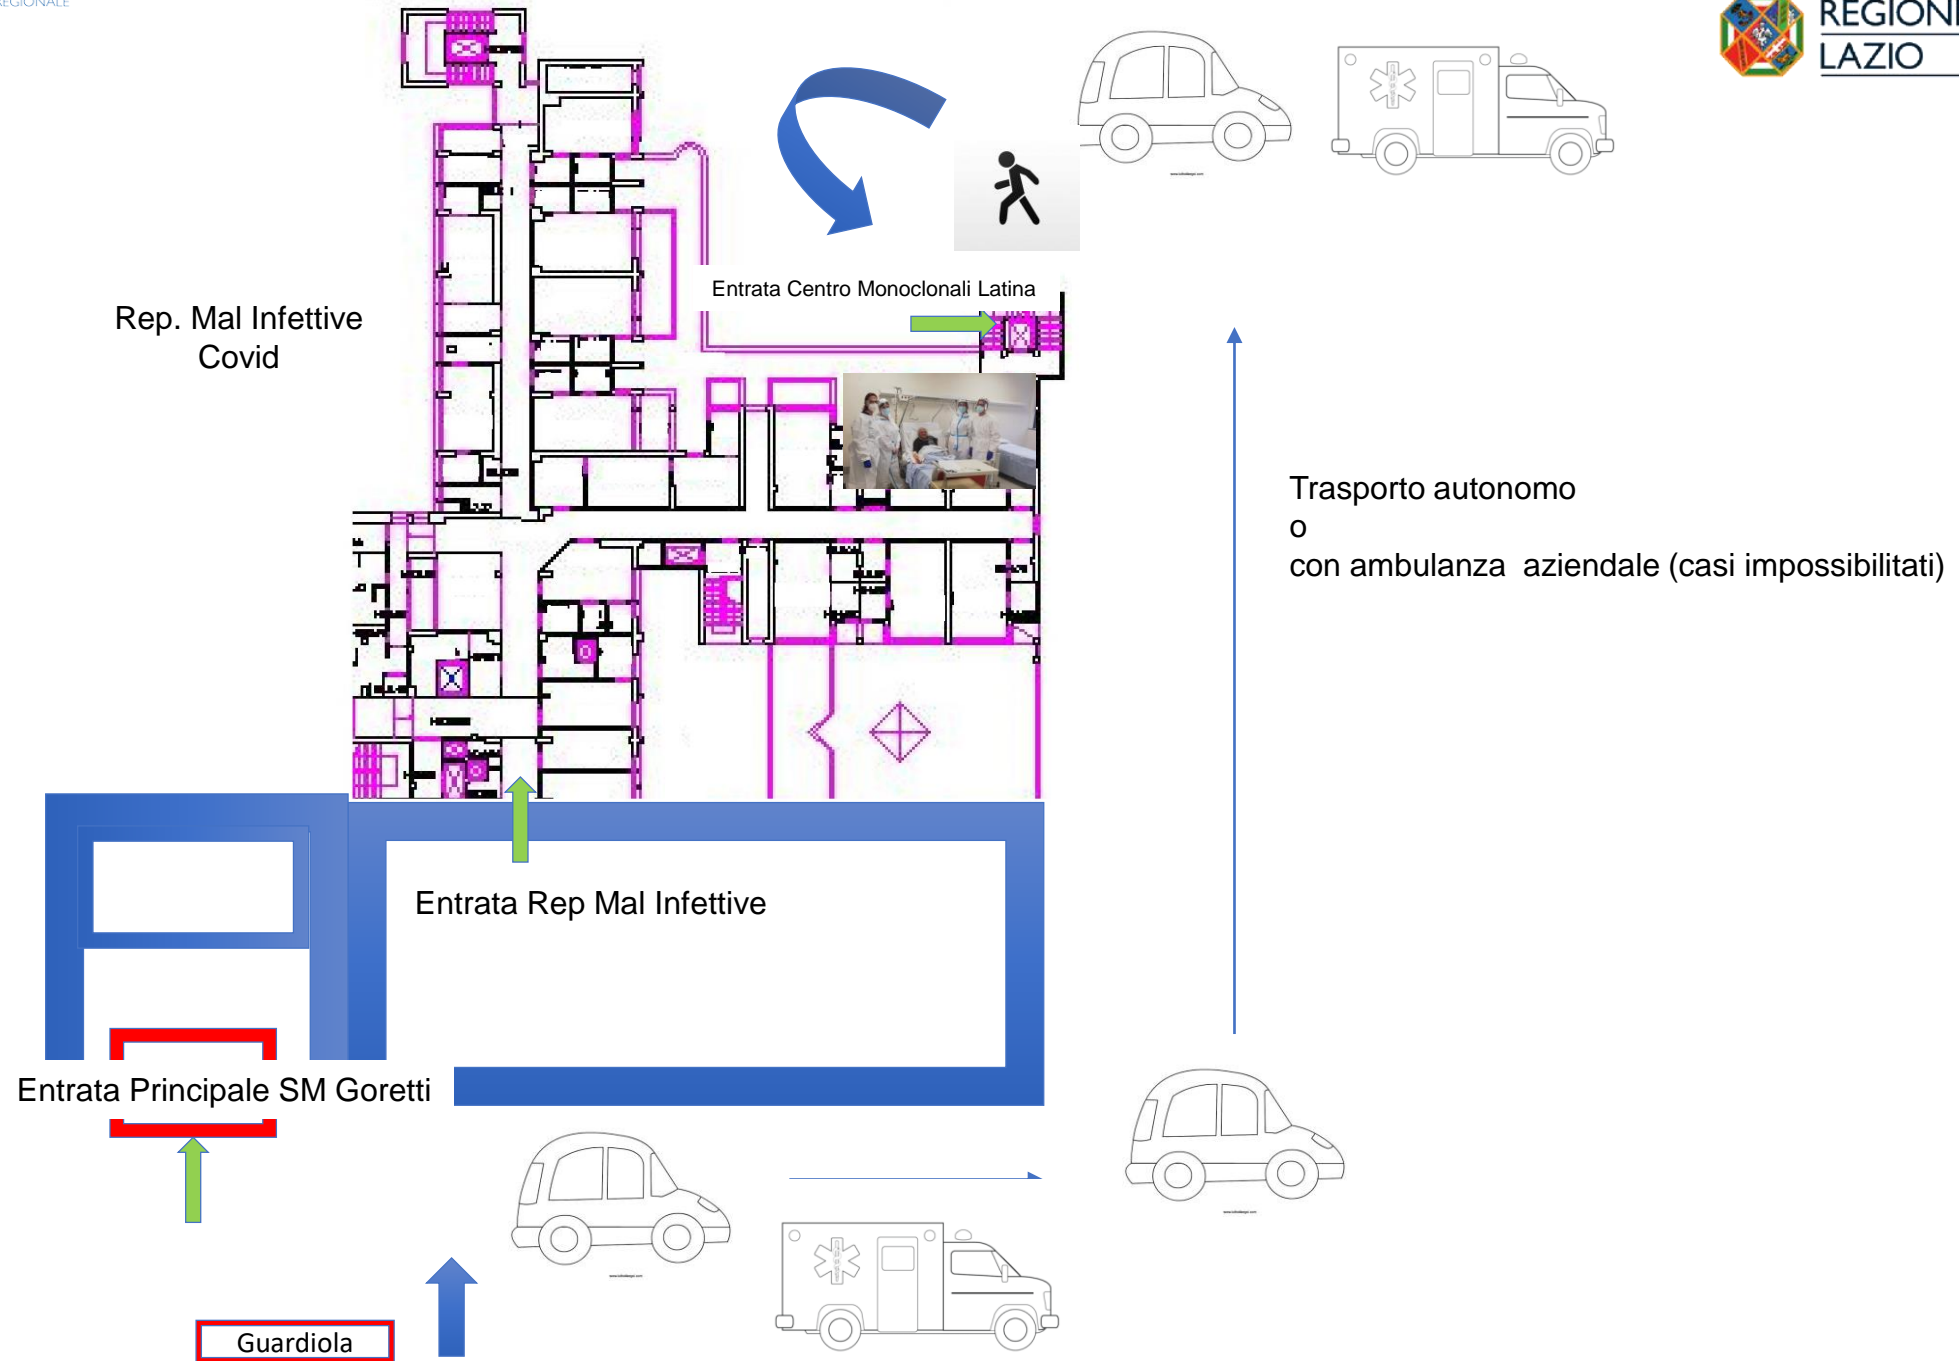 REGIONALE
REGIONE
LAZIO
Entrata Centro Monoclonali Latina
Rep. Mal Infettive
Covid
Trasporto autonomo
o
con ambulanza aziendale (casi impossibilitati)
Entrata Rep Mal Infettive
Entrata Principale SM Goretti
Guardiola